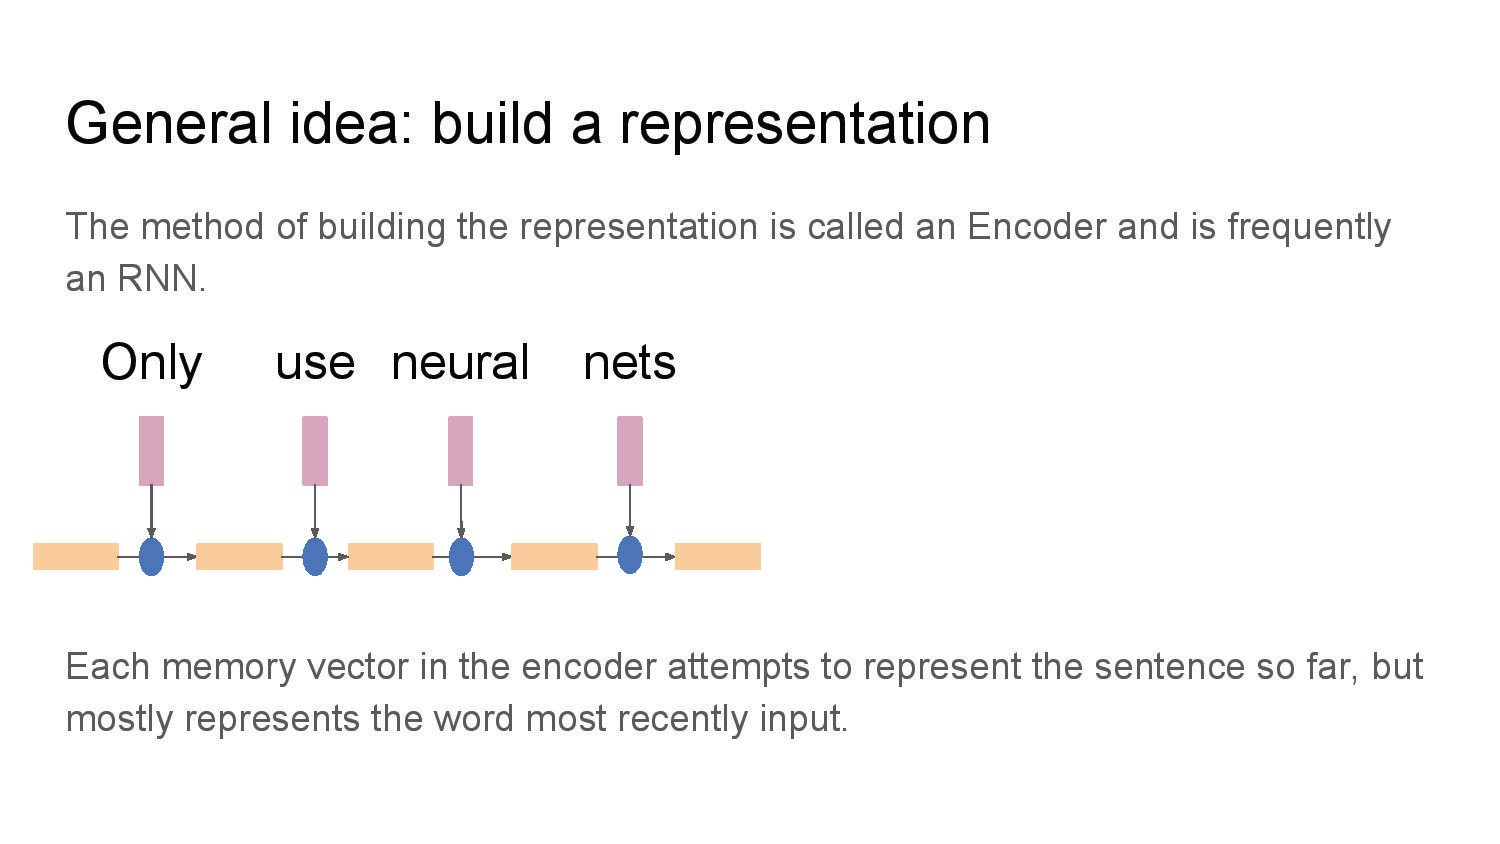 General idea: build a representation
The method of building the representation is called an Encoder and is frequently
an RNN.
Only use neural nets
Each memory vector in the encoder attempts to represent the sentence so far, but
mostly represents the word most recently input.